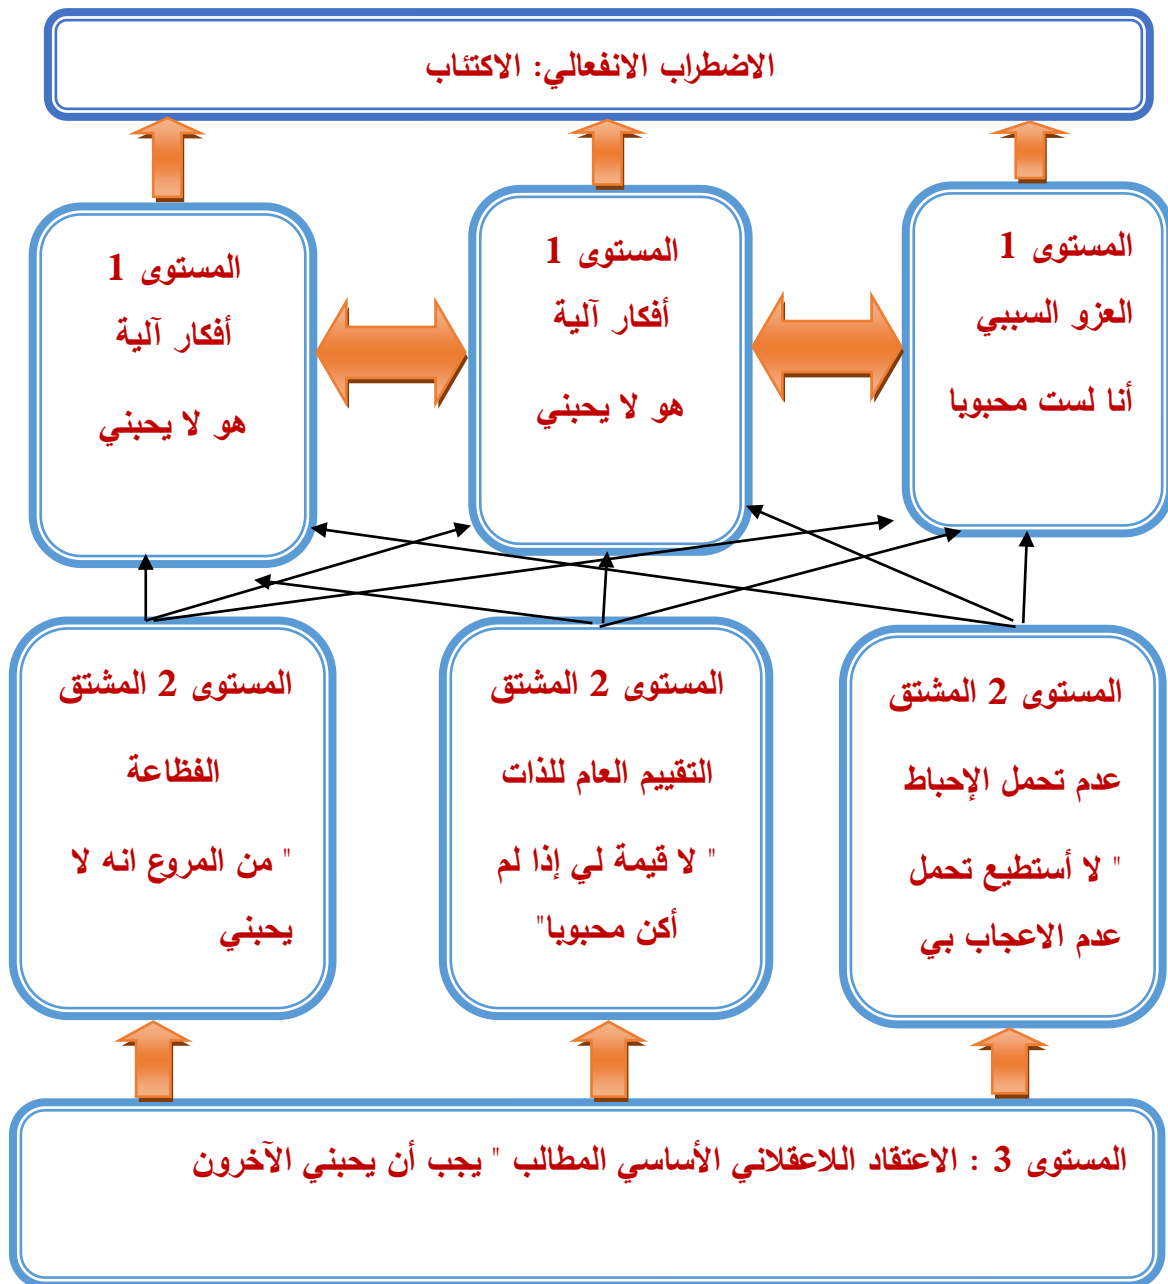 الاضطراب الانفعالي: الاكتئاب
المستوى 1
العزو السببي
أنا لست محبوبا
المستوى 1
أفكار آلية
هو لا يحبني
المستوى 1
أفكار آلية
هو لا يحبني
المستوى 2 المشتق
عدم تحمل الإحباط
" لا أستطيع تحمل
عدم الاعجاب بي
المستوى 2 المشتق
التقييم العام للذات
" لا قيمة لي إذا لم
أكن محبوبا"
المستوى 2 المشتق
الفظاعة
" من المروع انه لا
يحبني
المستوى 3 : الاعتقاد اللاعقلاني الأساسي المطالب " يجب أن يحبني الآخرون